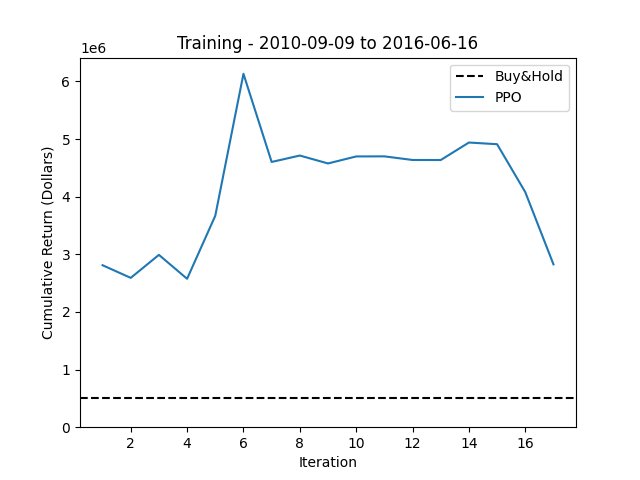 Training - 2010-09-09 to 2016-06-16
1e6
Buy&Hold
PPO
6
5
4
3
2
1
0
Cumulative Return (Dollars)
2 4 6 8 10 12 14 16
Iteration